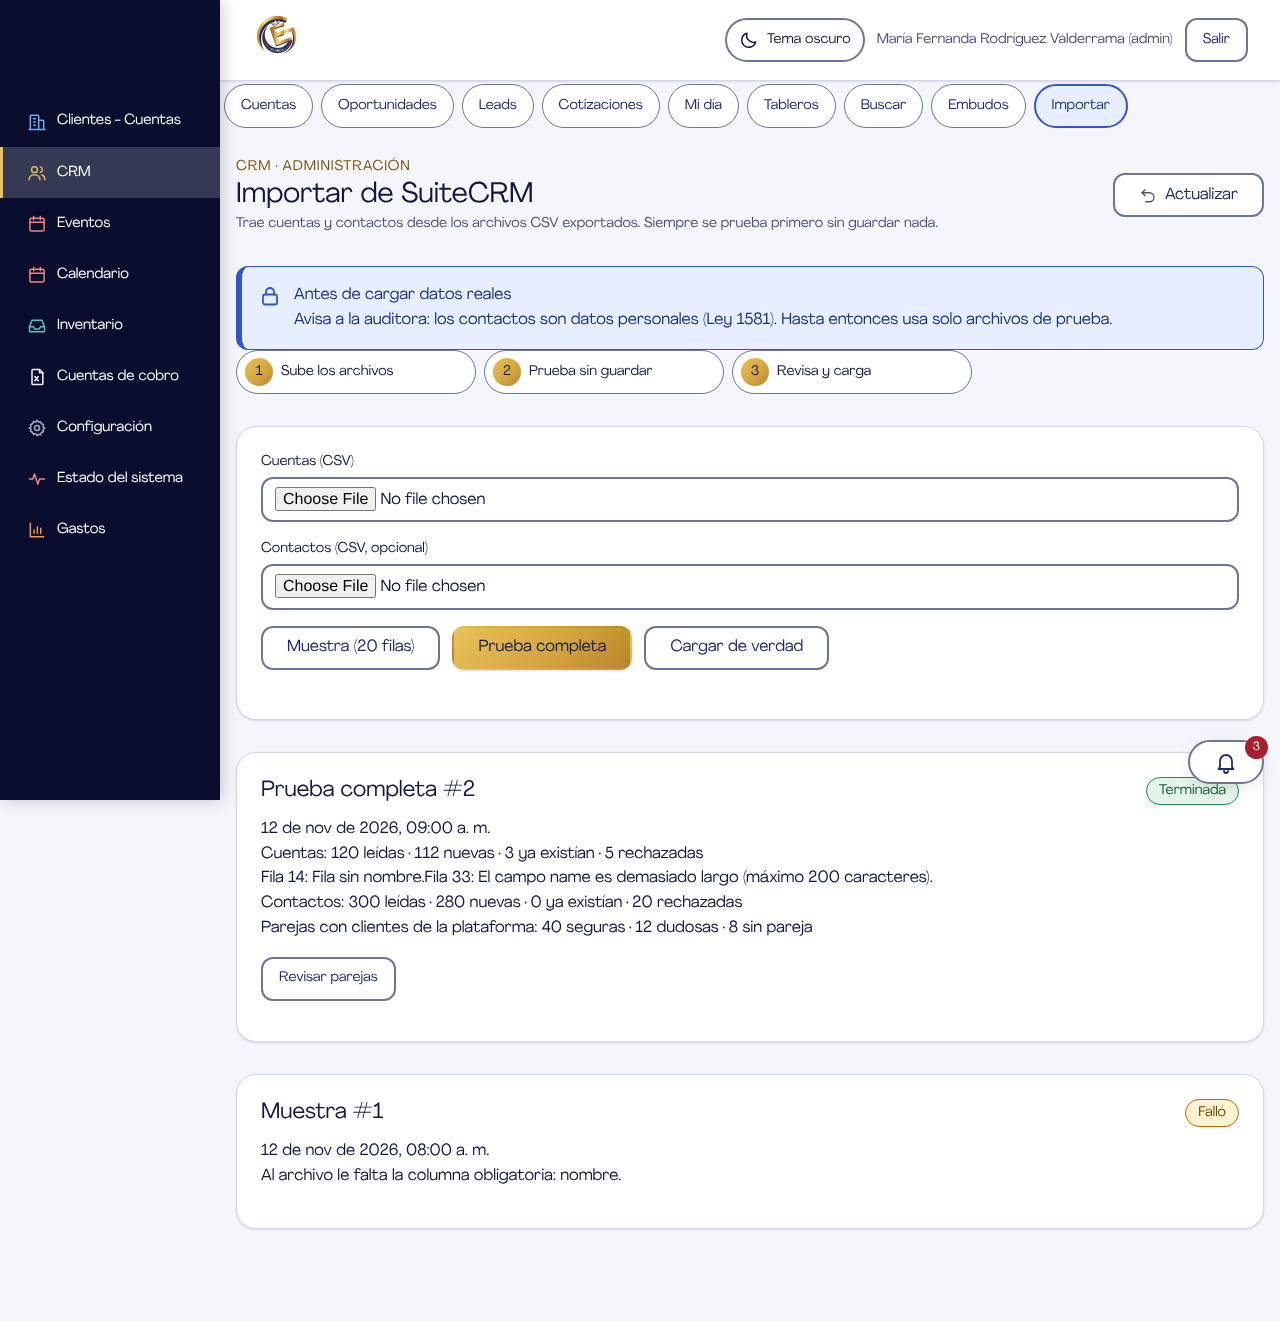 Tema oscuro
María Fernanda Rodríguez Valderrama (admin)
Salir
Clientes - Cuentas
CRM
Eventos
Calendario
Inventario
Cuentas de cobro
Configuración
Estado del sistema
Gastos
Cuentas
Oportunidades
Leads
Cotizaciones
Mi día
Tableros
Buscar
Embudos
Importar
CRM · ADMINISTRACIÓN
Importar de SuiteCRM
Trae cuentas y contactos desde los archivos CSV exportados. Siempre se prueba primero sin guardar nada.
Actualizar
Antes de cargar datos reales
Avisa a la auditora: los contactos son datos personales (Ley 1581). Hasta entonces usa solo archivos de prueba.
1 Sube los archivos
2 Prueba sin guardar
3 Revisa y carga
Cuentas (CSV)
Choose File No file chosen
Contactos (CSV, opcional)
Choose File No file chosen
Muestra (20 filas)
Prueba completa
Cargar de verdad
3
Prueba completa #2
Terminada
12 de nov de 2026, 09:00 a. m.
Cuentas: 120 leídas · 112 nuevas · 3 ya existían · 5 rechazadas
Fila 14: Fila sin nombre.Fila 33: El campo name es demasiado largo (máximo 200 caracteres).
Contactos: 300 leídas · 280 nuevas · 0 ya existían · 20 rechazadas
Parejas con clientes de la plataforma: 40 seguras · 12 dudosas · 8 sin pareja
Revisar parejas
Muestra #1
Falló
12 de nov de 2026, 08:00 a. m.
Al archivo le falta la columna obligatoria: nombre.